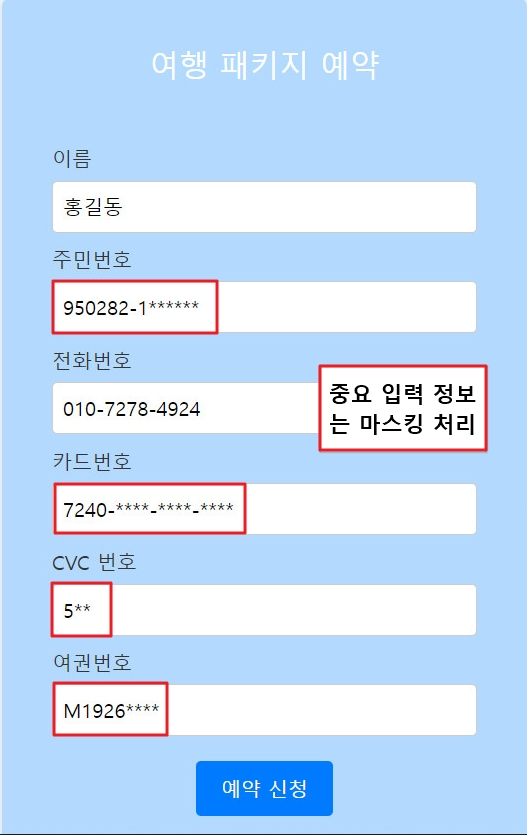 여행 패키지 예약
이름
홍길동
주민번호
950282-1******
전화번호
010-7278-4924
중요 입력 정보
는 마스킹 처리
카드번호
7240-****-****-****
CVC 번호
5**
여권번호
M1926****
예약 신청